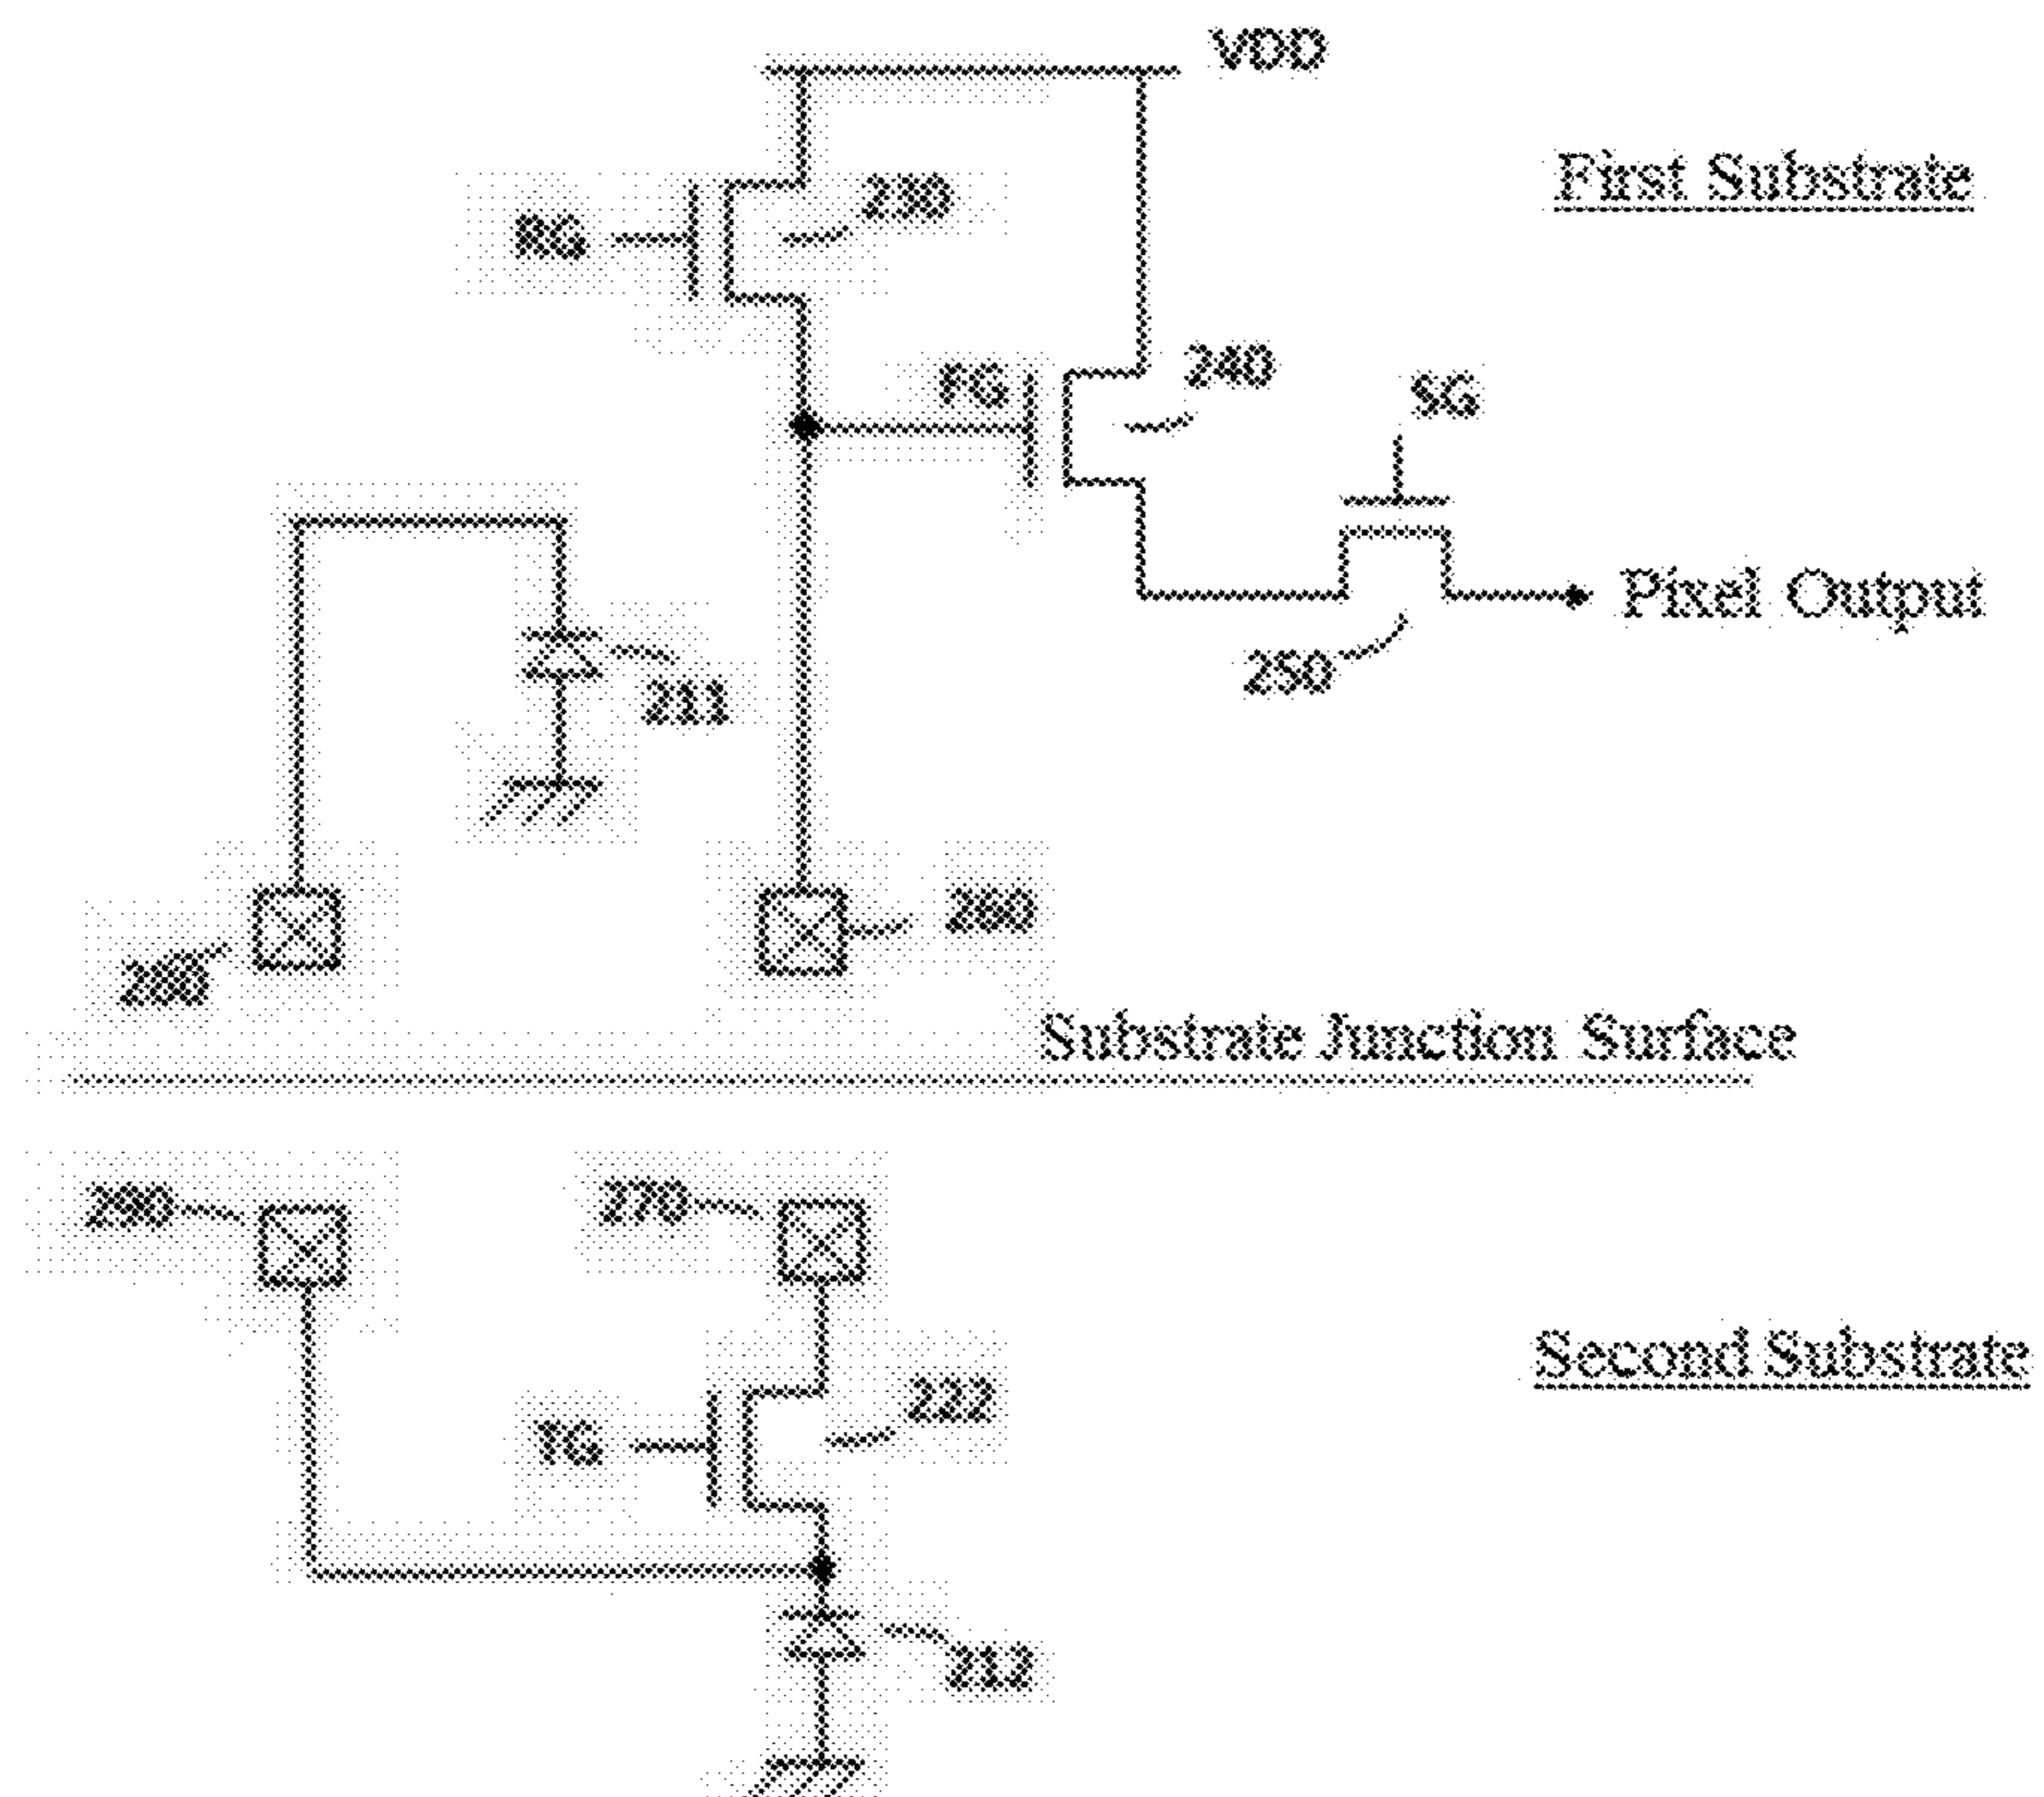 VDD
First Substrate
RG
230
FG
240
SG
Pixel Output
250
211
260
280
Substrate Junction Surface
290
270
Second Substrate
TG
222
212